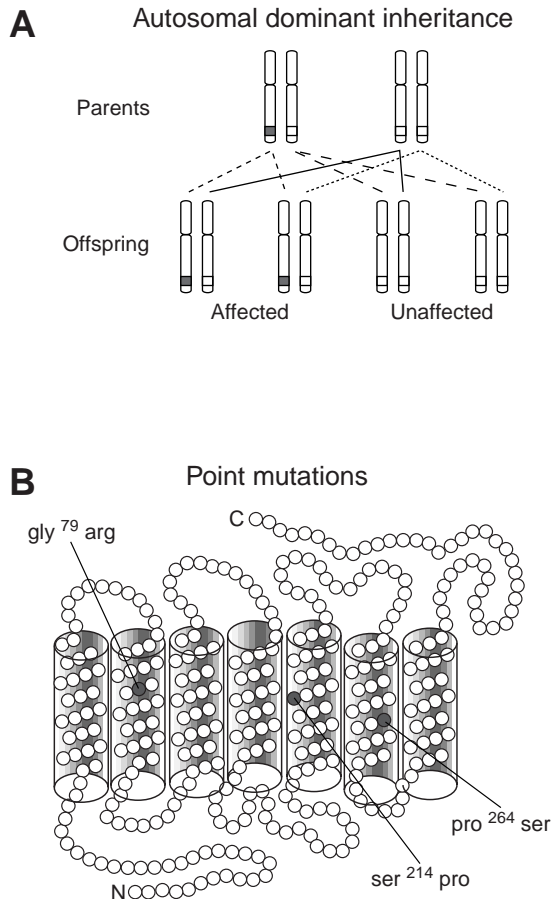 A
Autosomal dominant inheritance
Parents
Offspring
Affected
Unaffected
B
Point mutations
C
gly 79 arg
pro 264 ser
ser 214 pro
N